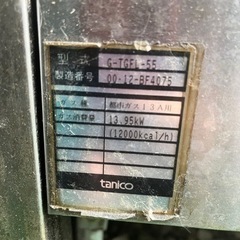 型式 G-TGFL-55
製造番号 00-12-BF4075
ガス種 都市ガス13A用
ガス消費量 13.95kW
(12000kcal/h)
tanico